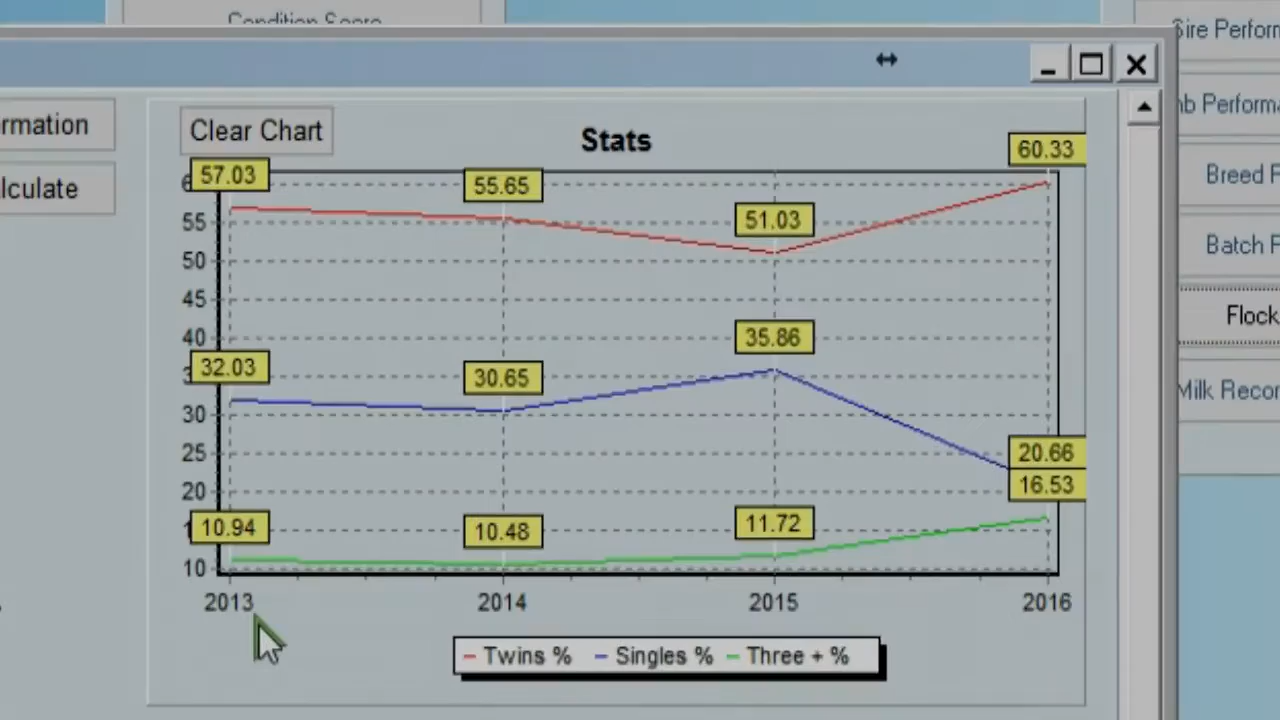 Condition Score
Sire Perform
rmation
Clear Chart
Stats
mb Performa
57.03
55.65
51.03
60.33
lculate
Breed F
55
50
45
40
35.86
Batch F
32.03
30.65
Flock
30
25
20
20.66
16.53
Milk Recor
10.94
10.48
11.72
10
2013
2014
2015
2016
Twins %
Singles %
Three + %